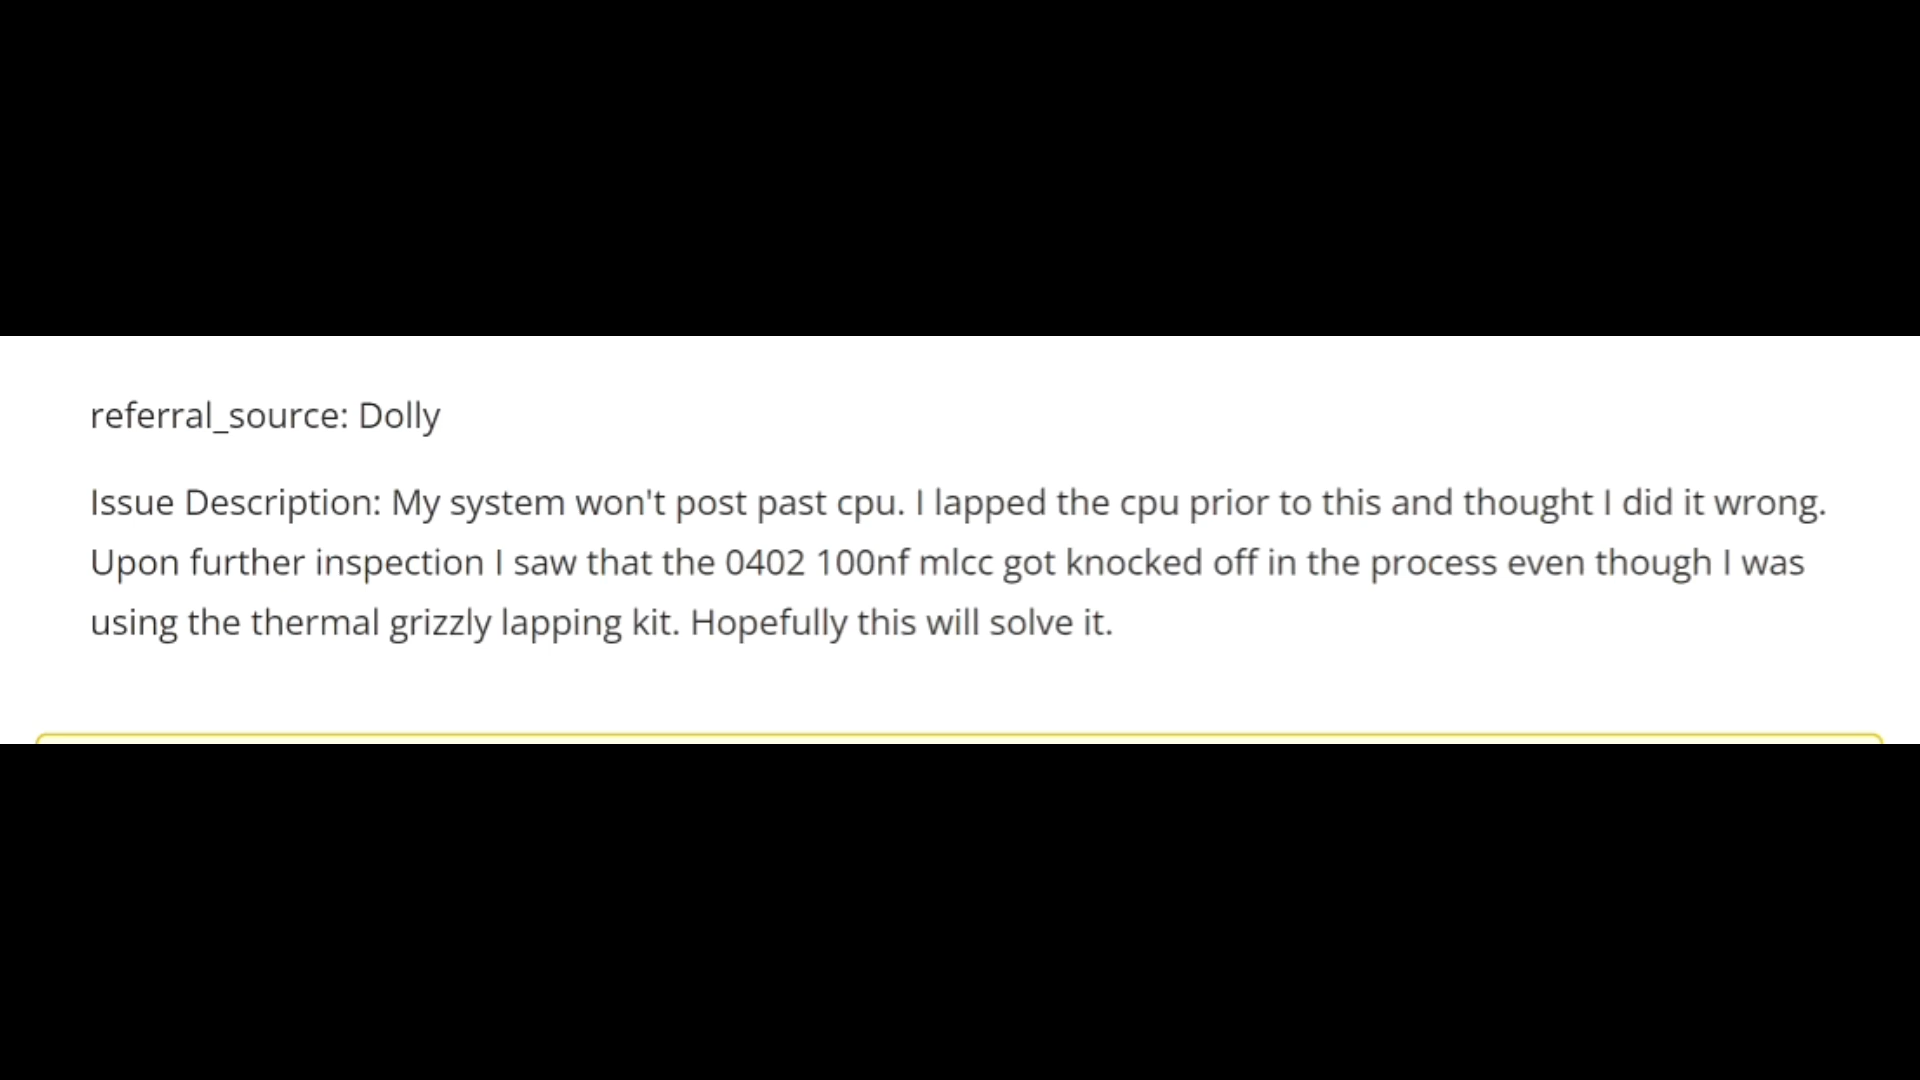 referral_source: Dolly
Issue Description: My system won't post past cpu. I lapped the cpu prior to this and thought I did it wrong.
Upon further inspection I saw that the 0402 100nf mlcc got knocked off in the process even though I was
using the thermal grizzly lapping kit. Hopefully this will solve it.